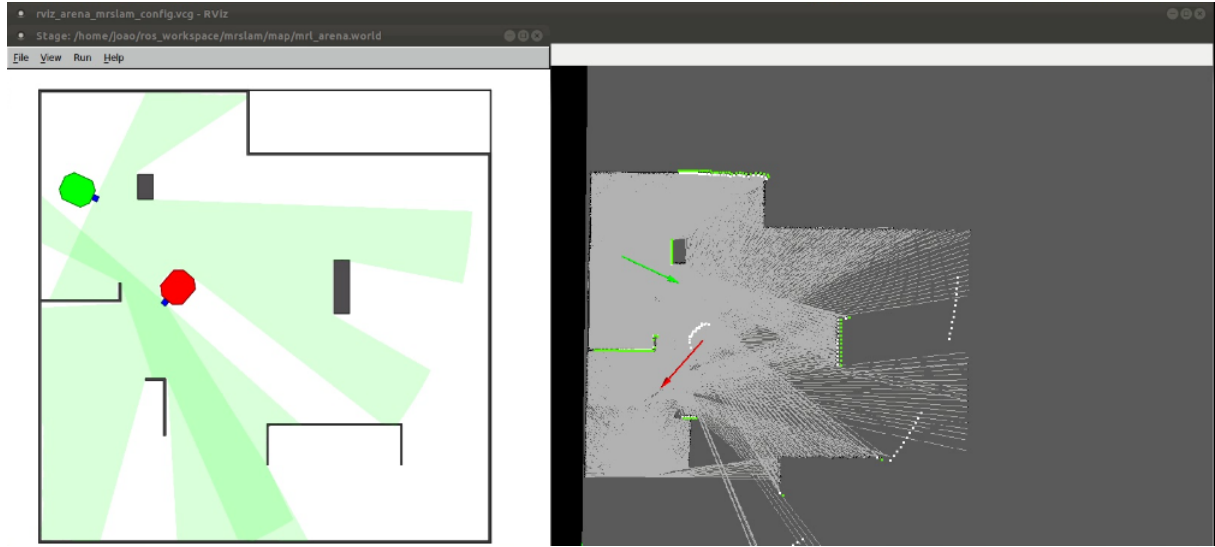 rviz_arena_mrslam_config.vcg - RViz
Stage: /home/joao/ros_workspace/mrslam/map/mrl_arena.world
File View Run Help